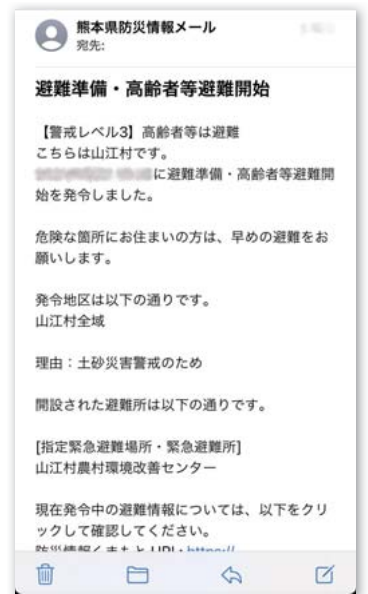 熊本県防災情報メール
宛先:
避難準備・高齢者等避難開始
【警戒レベル3】高齢者等は避難
こちらは山江村です。
に避難準備・高齢者等避難開
始を発令しました。
危険な箇所にお住まいの方は、早めの避難をお
願いします。
発令地区は以下の通りです。
山江村全域
理由：土砂災害警戒のため
開設された避難所は以下の通りです。
[指定緊急避難場所・緊急避難所]
山江村農村環境改善センター
現在発令中の避難情報については、以下をクリ
ックして確認してください。
防災情報くまもと URL: https://